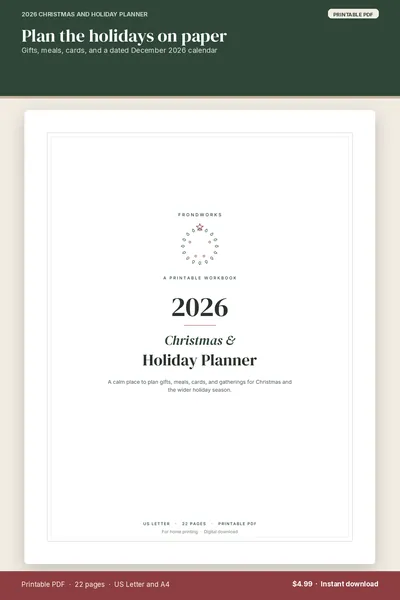 2026 CHRISTMAS AND HOLIDAY PLANNER
PRINTABLE PDF
Plan the holidays on paper
Gifts, meals, cards, and a dated December 2026 calendar
FRONDWORKS
A PRINTABLE WORKBOOK
2026
Christmas &
Holiday Planner
A calm place to plan gifts, meals, cards, and gatherings for Christmas and
the wider holiday season.
US LETTER · 22 PAGES · PRINTABLE PDF
For home printing · Digital download
Printable PDF · 22 pages · US Letter and A4
$4.99 · Instant download